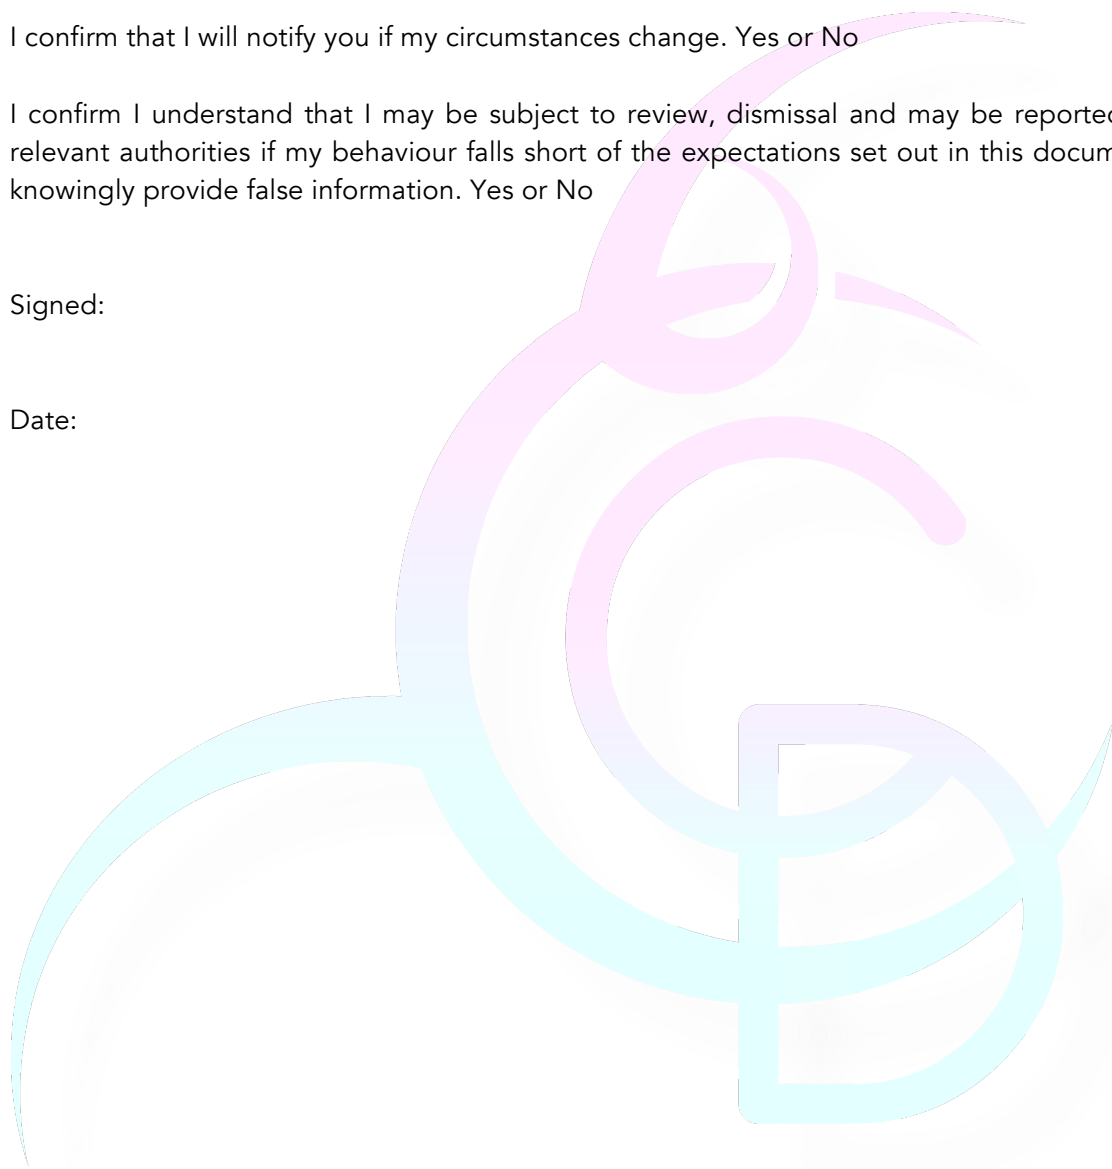 I confirm that I will notify you if my circumstances change. Yes or No
I confirm I understand that I may be subject to review, dismissal and may be reported
relevant authorities if my behaviour falls short of the expectations set out in this
knowingly provide false information. Yes or No
Signed:
Date: